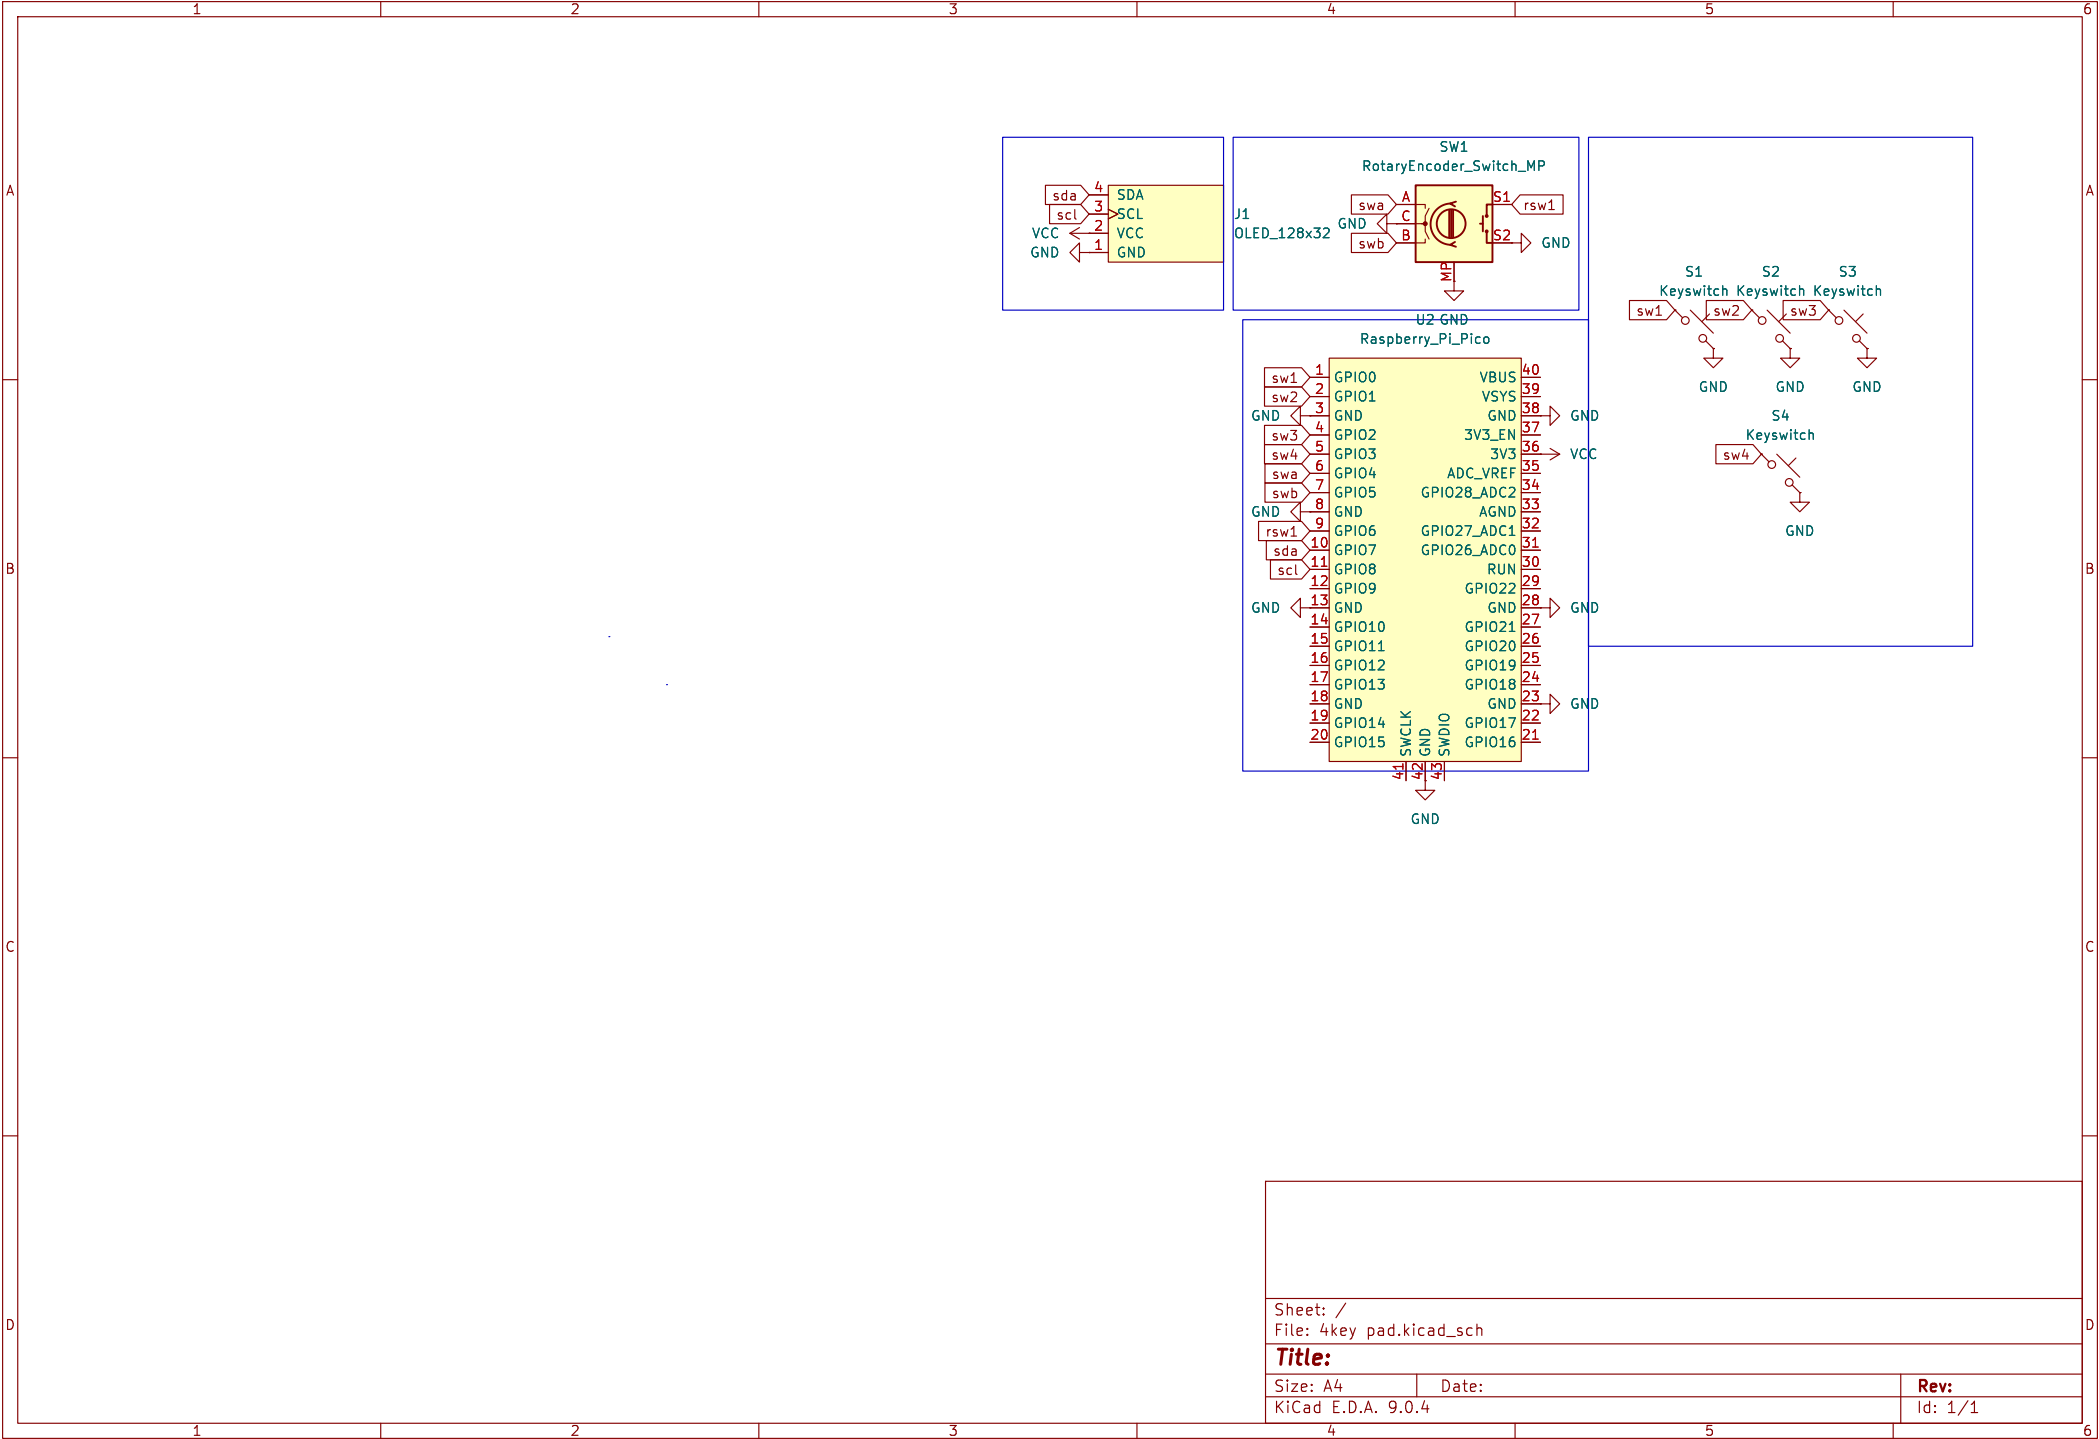 1 2 3 4 5 6
A
B
C
D
A
B
C
D
1 2 3 4 5 6
sda 4 SDA
scl 3 SCL
VCC 2 VCC
GND 1 GND
J1
OLED_128x32
SW1
RotaryEncoder_Switch_MP
swa A S1 rsw1
GND C
swb B S2 GND
MP
GND
S1 S2 S3
Keyswitch Keyswitch Keyswitch
sw1 sw2 sw3
GND GND GND
S4
Keyswitch
sw4
GND
U2
Raspberry_Pi_Pico
sw1 1 GPIO0 VBUS 40
sw2 2 GPIO1 VSYS 39
GND 3 GND GND 38 GND
sw3 4 GPIO2 3V3_EN 37
sw4 5 GPIO3 3V3 36 VCC
swa 6 GPIO4 ADC_VREF 35
swb 7 GPIO5 GPIO28_ADC2 34
GND 8 GND AGND 33
rsw1 9 GPIO6 GPIO27_ADC1 32
sda 10 GPIO7 GPIO26_ADC0 31
scl 11 GPIO8 RUN 30
12 GPIO9 GPIO22 29
GND 13 GND GND 28 GND
14 GPIO10 GPIO21 27
15 GPIO11 GPIO20 26
16 GPIO12 GPIO19 25
17 GPIO13 GPIO18 24
18 GND GND 23 GND
19 GPIO14 GPIO17 22
20 GPIO15 GPIO16 21
SWCLK GND SWDIO
41 42 43
GND
Sheet: /
File: 4key pad.kicad_sch
Title:
Size: A4 Date: Rev:
KiCad E.D.A. 9.0.4 Id: 1/1